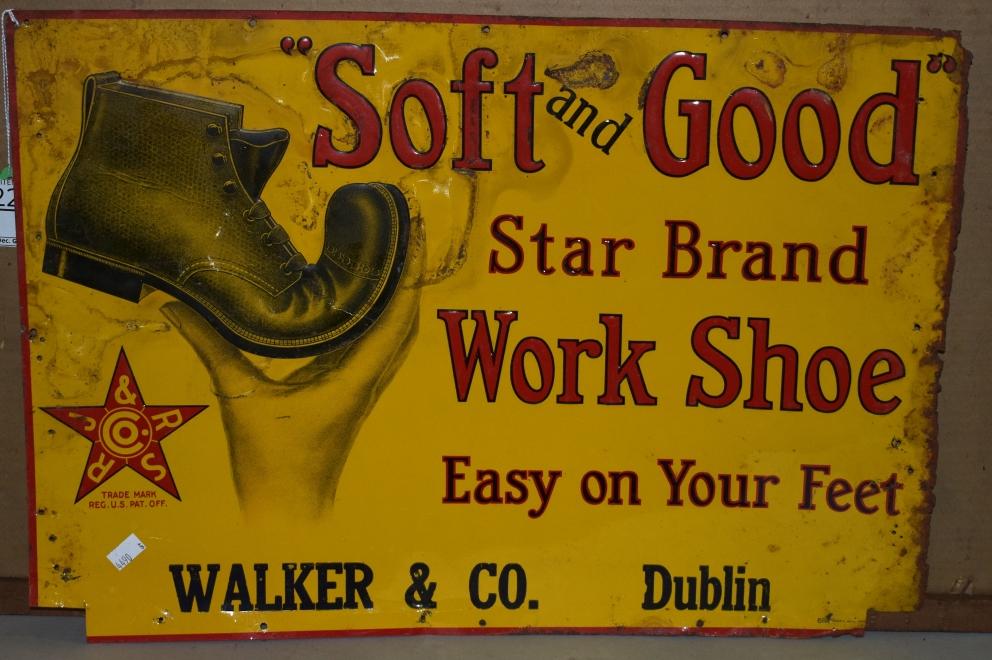 "Soft and Good"
Star Brand
Work Shoe
Easy on Your Feet
R J & R S
Co
TRADE MARK
REG. U.S. PAT. OFF.
WALKER & CO. Dublin